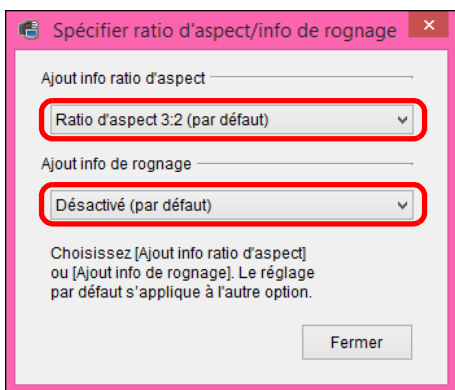 Spécifier ratio d'aspect/info de rognage
Ajout info ratio d'aspect
Ratio d'aspect 3:2 (par défaut)
Ajout info de rognage
Désactivé (par défaut)
Choisissez [Ajout info ratio d'aspect]
ou [Ajout info de rognage]. Le réglage
par défaut s’applique à l'autre option.
Fermer